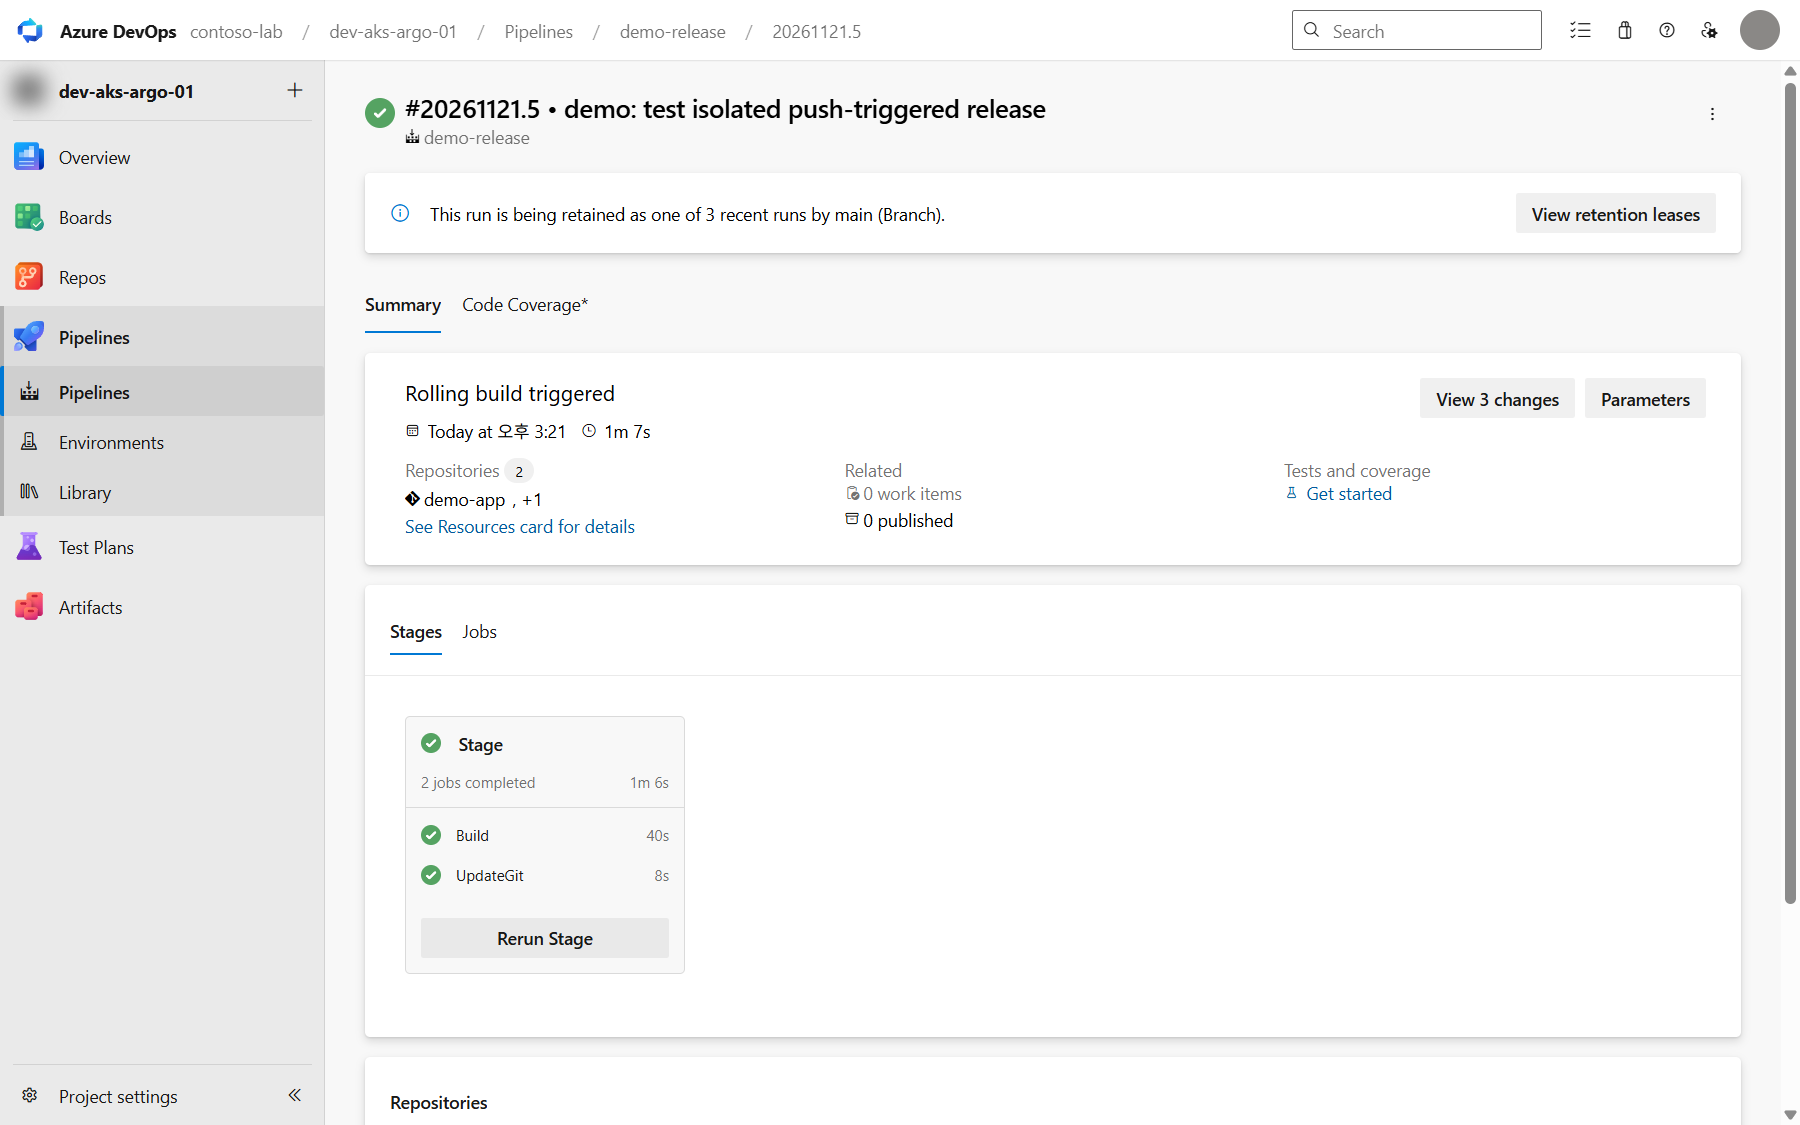 Azure DevOps contoso-lab / dev-aks-argo-01 / Pipelines / demo-release / 20261121.5
Search
dev-aks-argo-01
Overview
Boards
Repos
Pipelines
Pipelines
Environments
Library
Test Plans
Artifacts
Project settings
#20261121.5 • demo: test isolated push-triggered release
demo-release
This run is being retained as one of 3 recent runs by main (Branch).
View retention leases
Summary Code Coverage*
Rolling build triggered
View 3 changes Parameters
Today at 오후 3:21 1m 7s
Repositories 2
demo-app , +1
See Resources card for details
Related
0 work items
0 published
Tests and coverage
Get started
Stages Jobs
Stage
2 jobs completed 1m 6s
Build 40s
UpdateGit 8s
Rerun Stage
Repositories